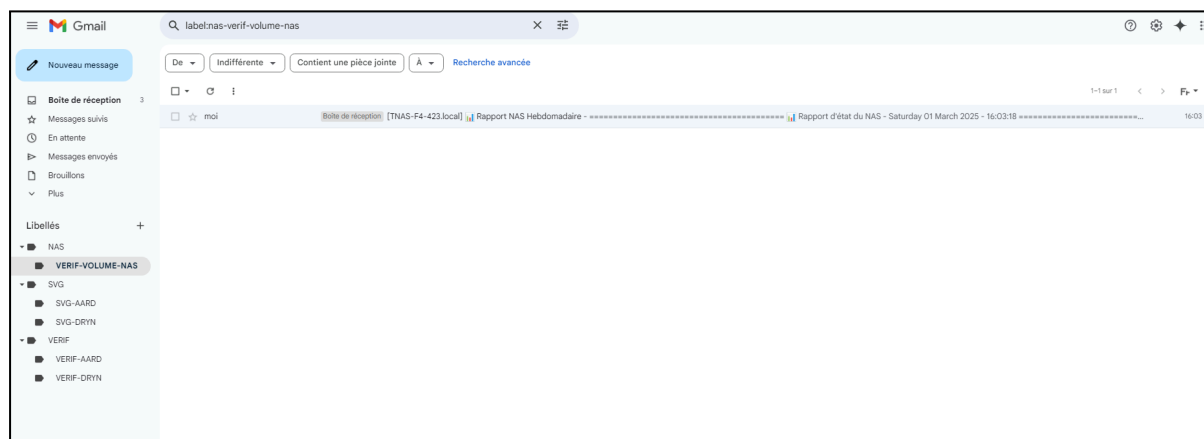 Gmail
label:nas-verif-volume-nas
Nouveau message
De
Indifférente
Contient une pièce jointe
À
Recherche avancée
1–1 sur 1
Boîte de réception 3
Messages suivis
En attente
Messages envoyés
Brouillons
Plus
moi Boîte de réception [TNAS-F4-423.local] 📊 Rapport NAS Hebdomadaire - ========================================== 📊 Rapport d'état du NAS - Saturday 01 March 2025 - 16:03:18 =========================... 16:03
Libellés
NAS
VERIF-VOLUME-NAS
SVG
SVG-AARD
SVG-DRYN
VERIF
VERIF-AARD
VERIF-DRYN